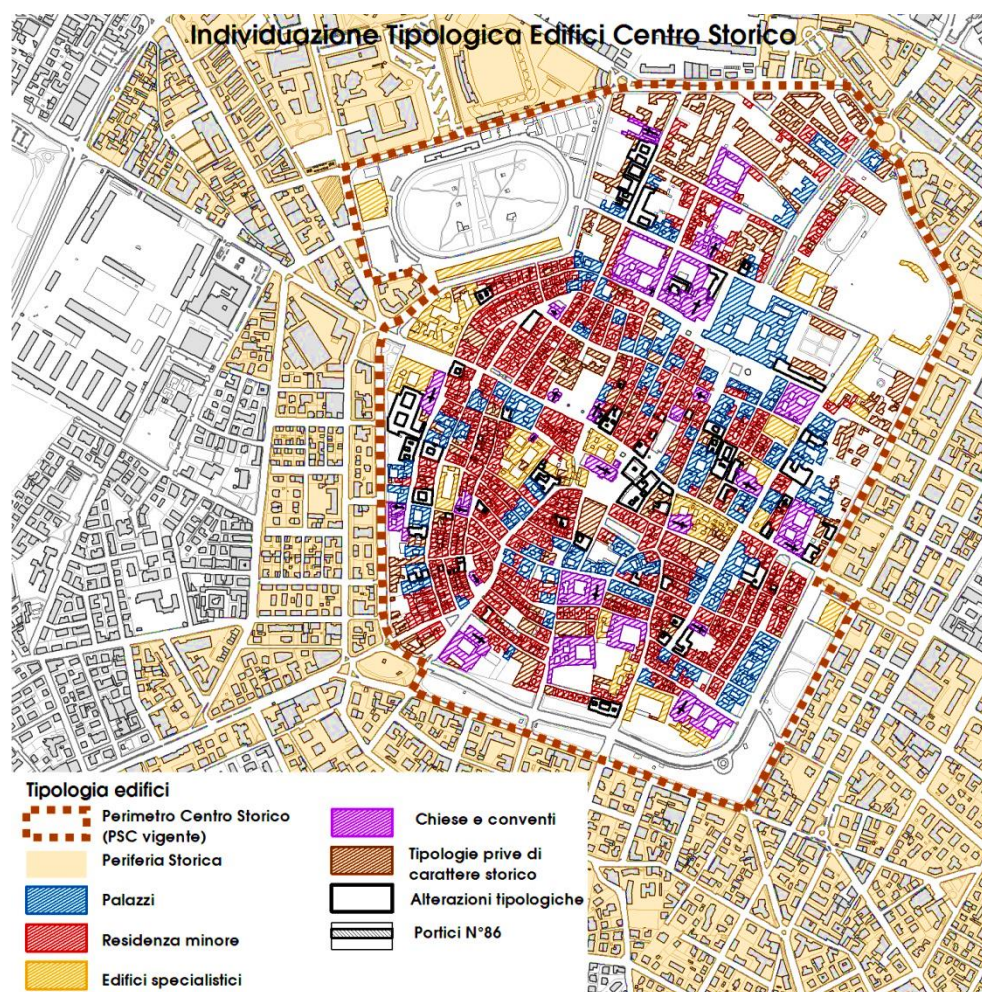 Individuazione Tipologica Edifici Centro Storico
Tipologia edifici
Perimetro Centro Storico
(PSC vigente)
Periferia Storica
Palazzi
Residenza minore
Edifici specialistici
Chiese e conventi
Tipologie prive di
carattere storico
Alterazioni tipologiche
Portici N°86